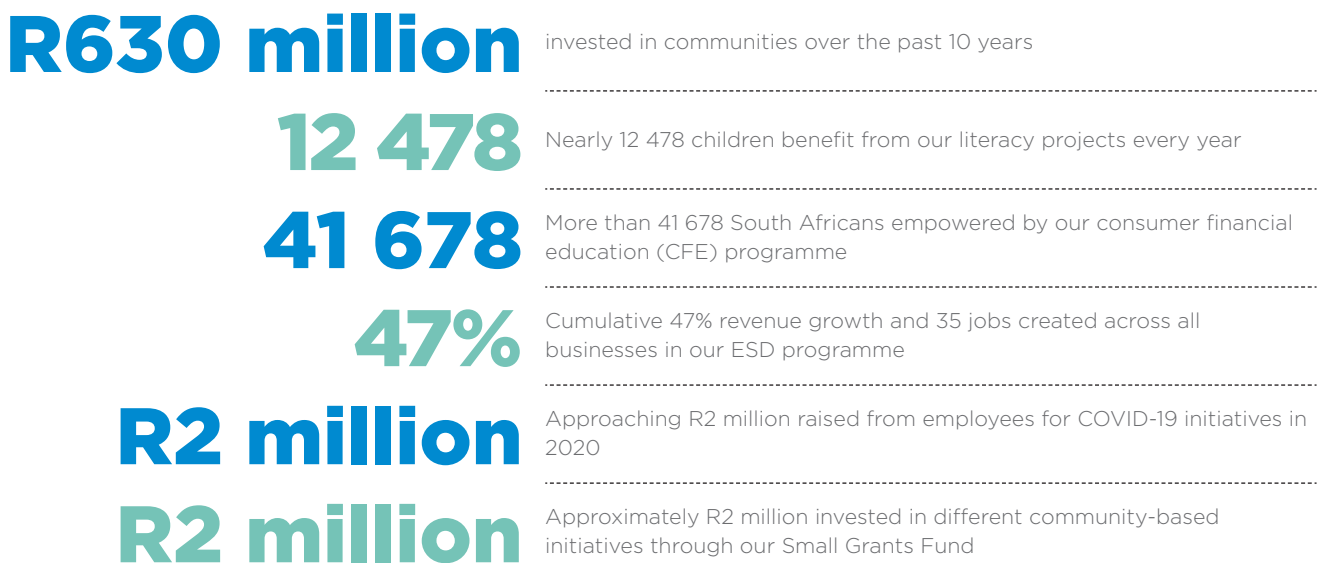 R630 million
invested in communities over the past 10 years
12 478
Nearly 12 478 children benefit from our literacy projects every year
41 678
More than 41 678 South Africans empowered by our consumer financial
education (CFE) programme
47%
Cumulative 47% revenue growth and 35 jobs created across all
businesses in our ESD programme
R2 million
Approaching R2 million raised from employees for COVID-19 initiatives in
2020
R2 million
Approximately R2 million invested in different community-based
initiatives through our Small Grants Fund